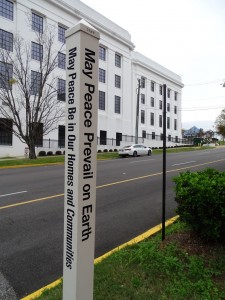 May Peace Be in Our Homes and Communities
May Peace Prevail on Earth